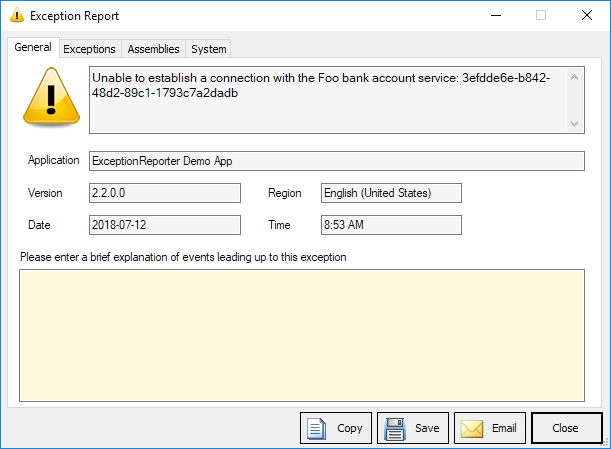 Exception Report
General Exceptions Assemblies System
Unable to establish a connection with the Foo bank account service: 3efdde6e-b842-
48d2-89c1-1793c7a2dadb
Application ExceptionReporter Demo App
Version 2.2.0.0 Region English (United States)
Date 2018-07-12 Time 8:53 AM
Please enter a brief explanation of events leading up to this exception
Copy Save Email Close